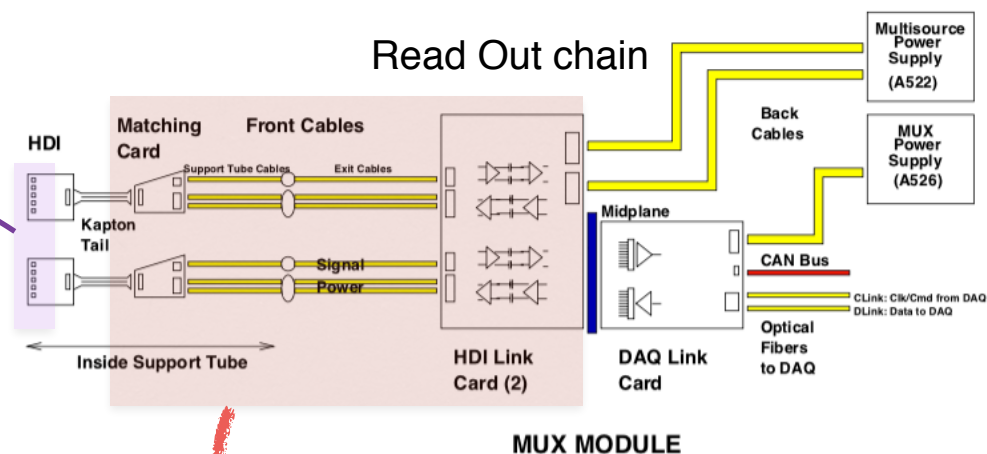 Read Out chain
Multisource
Power
Supply
(A522)
HDI
Matching
Card
Front Cables
Back
Cables
MUX
Power
Supply
(A526)
Support Tube Cables
Exit Cables
Kapton
Tail
Midplane
Signal
Power
CAN Bus
CLink: Clk/Cmd from DAQ
DLink: Data to DAQ
Optical
Fibers
to DAQ
Inside Support Tube
HDI Link
Card (2)
DAQ Link
Card
MUX MODULE